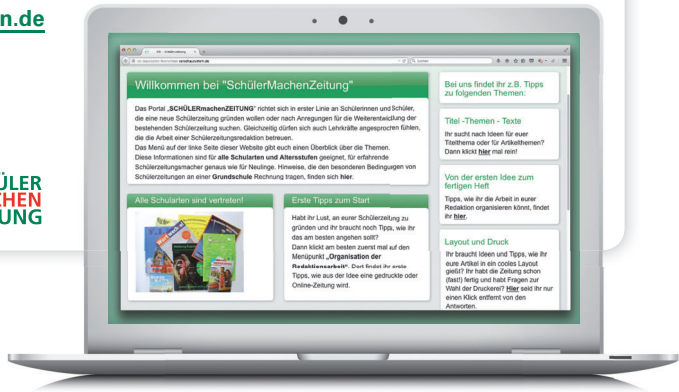 n.de
ÜLER
CHEN
UNG
Willkommen bei "SchülerMachenZeitung"
Das Portal „SCHÜLERmachenZEITUNG" richtet sich in erster Linie an Schülerinnen und Schüler,
die eine neue Schülerzeitung gründen wollen oder nach Anregungen für die Weiterentwicklung der
bestehenden Schülerzeitung suchen. Gleichzeitig dürfen sich auch Lehrkräfte angesprochen fühlen,
die die Arbeit einer Schülerzeitungsredaktion betreuen.
Das Menü auf der linke Seite dieser Website gibt euch einen Überblick über die Themen.
Diese Informationen sind für alle Schularten und Altersstufen geeignet, für erfahrende
Schülerzeitungsmacher genaus wie für Neulinge. Hinweise, die den besonderen Bedingungen von
Schülerzeitungen an einer Grundschule Rechnung tragen, finden sich hier.
Alle Schularten sind vertreten!
Erste Tipps zum Start
Habt ihr Lust, an eurer Schülerzeitung zu
gründen und ihr braucht noch Tipps, wie ihr
das am besten angehen sollt?
Dann klickt am besten zuerst mal auf den
Menüpunkt „Organisation der
Redaktionsarbeit". Dort findet ihr erste
Tipps, wie aus der Idee eine gedruckte oder
Online-Zeitung wird.
Bei uns findet ihr z.B. Tipps
zu folgenden Themen:
Titel -Themen - Texte
Ihr sucht nach Ideen für euer
Titelthema oder für Artikelthemen?
Dann klickt hier mal rein!
Von der ersten Idee zum
fertigen Heft
Tipps, wie ihr die Arbeit in eurer
Redaktion organisieren könnt, findet
ihr hier.
Layout und Druck
Ihr braucht Ideen und Tipps, wie ihr
eure Artikel in ein cooles Layout
gießt? Ihr habt die Zeitung schon
(fast!) fertig und habt Fragen zur
Wahl der Druckerei? Hier seid ihr nur
einen Klick entfernt von den
Antworten.